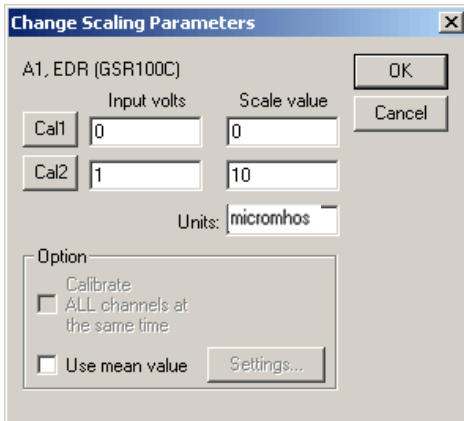 Change Scaling Parameters
A1, EDR (GSR100C)
OK
Input volts Scale value
Cancel
Cal1 0 0
Cal2 1 10
Units: micromhos
Option
Calibrate
ALL channels at
the same time
Use mean value Settings...